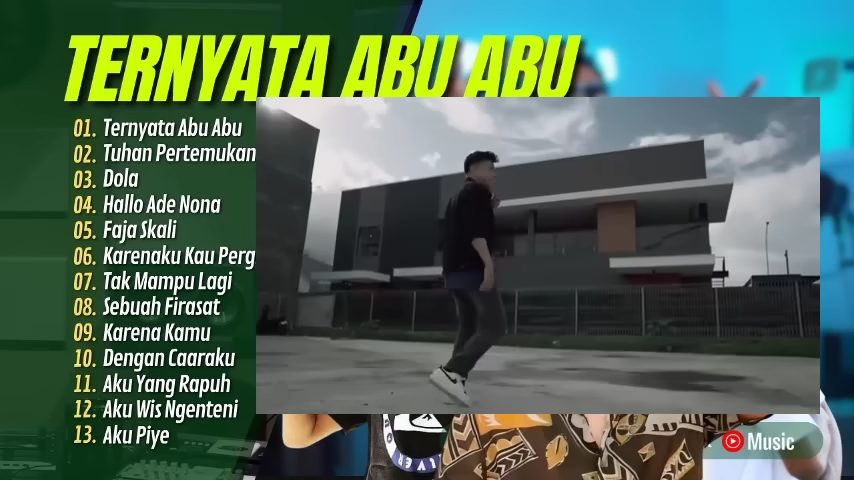 TERNYATA ABU ABU
01. Ternyata Abu Abu
02. Tuhan Pertemukan
03. Dola
04. Hallo Ade Nona
05. Faja Skali
06. Karenaku Kau Perg
07. Tak Mampu Lagi
08. Sebuah Firasat
09. Karena Kamu
10. Dengan Caaraku
11. Aku Yang Rapuh
12. Aku Wis Ngenteni
13. Aku Piye
Music